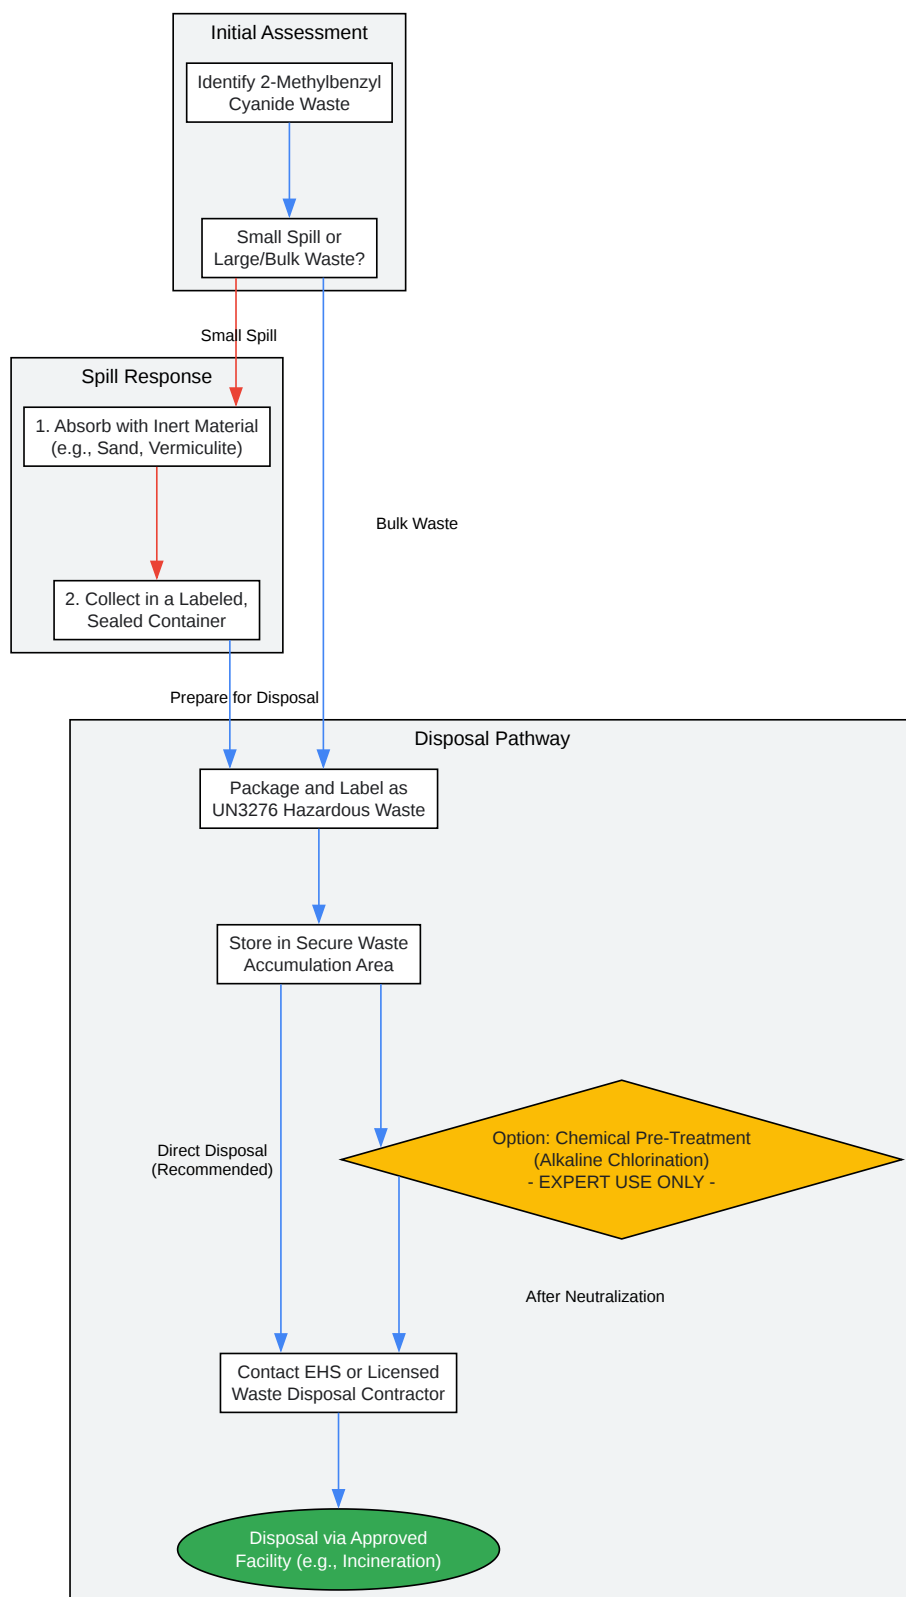 Initial Assessment
Identify 2-Methylbenzyl
Cyanide Waste
Small Spill or
Large/Bulk Waste?
Small Spill
Spill Response
1. Absorb with Inert Material
(e.g., Sand, Vermiculite)
Bulk Waste
2. Collect in a Labeled,
Sealed Container
Prepare for Disposal
Disposal Pathway
Package and Label as
UN3276 Hazardous Waste
Store in Secure Waste
Accumulation Area
Direct Disposal
(Recommended)
Option: Chemical Pre-Treatment
(Alkaline Chlorination)
- EXPERT USE ONLY -
After Neutralization
Contact EHS or Licensed
Waste Disposal Contractor
Disposal via Approved
Facility (e.g., Incineration)